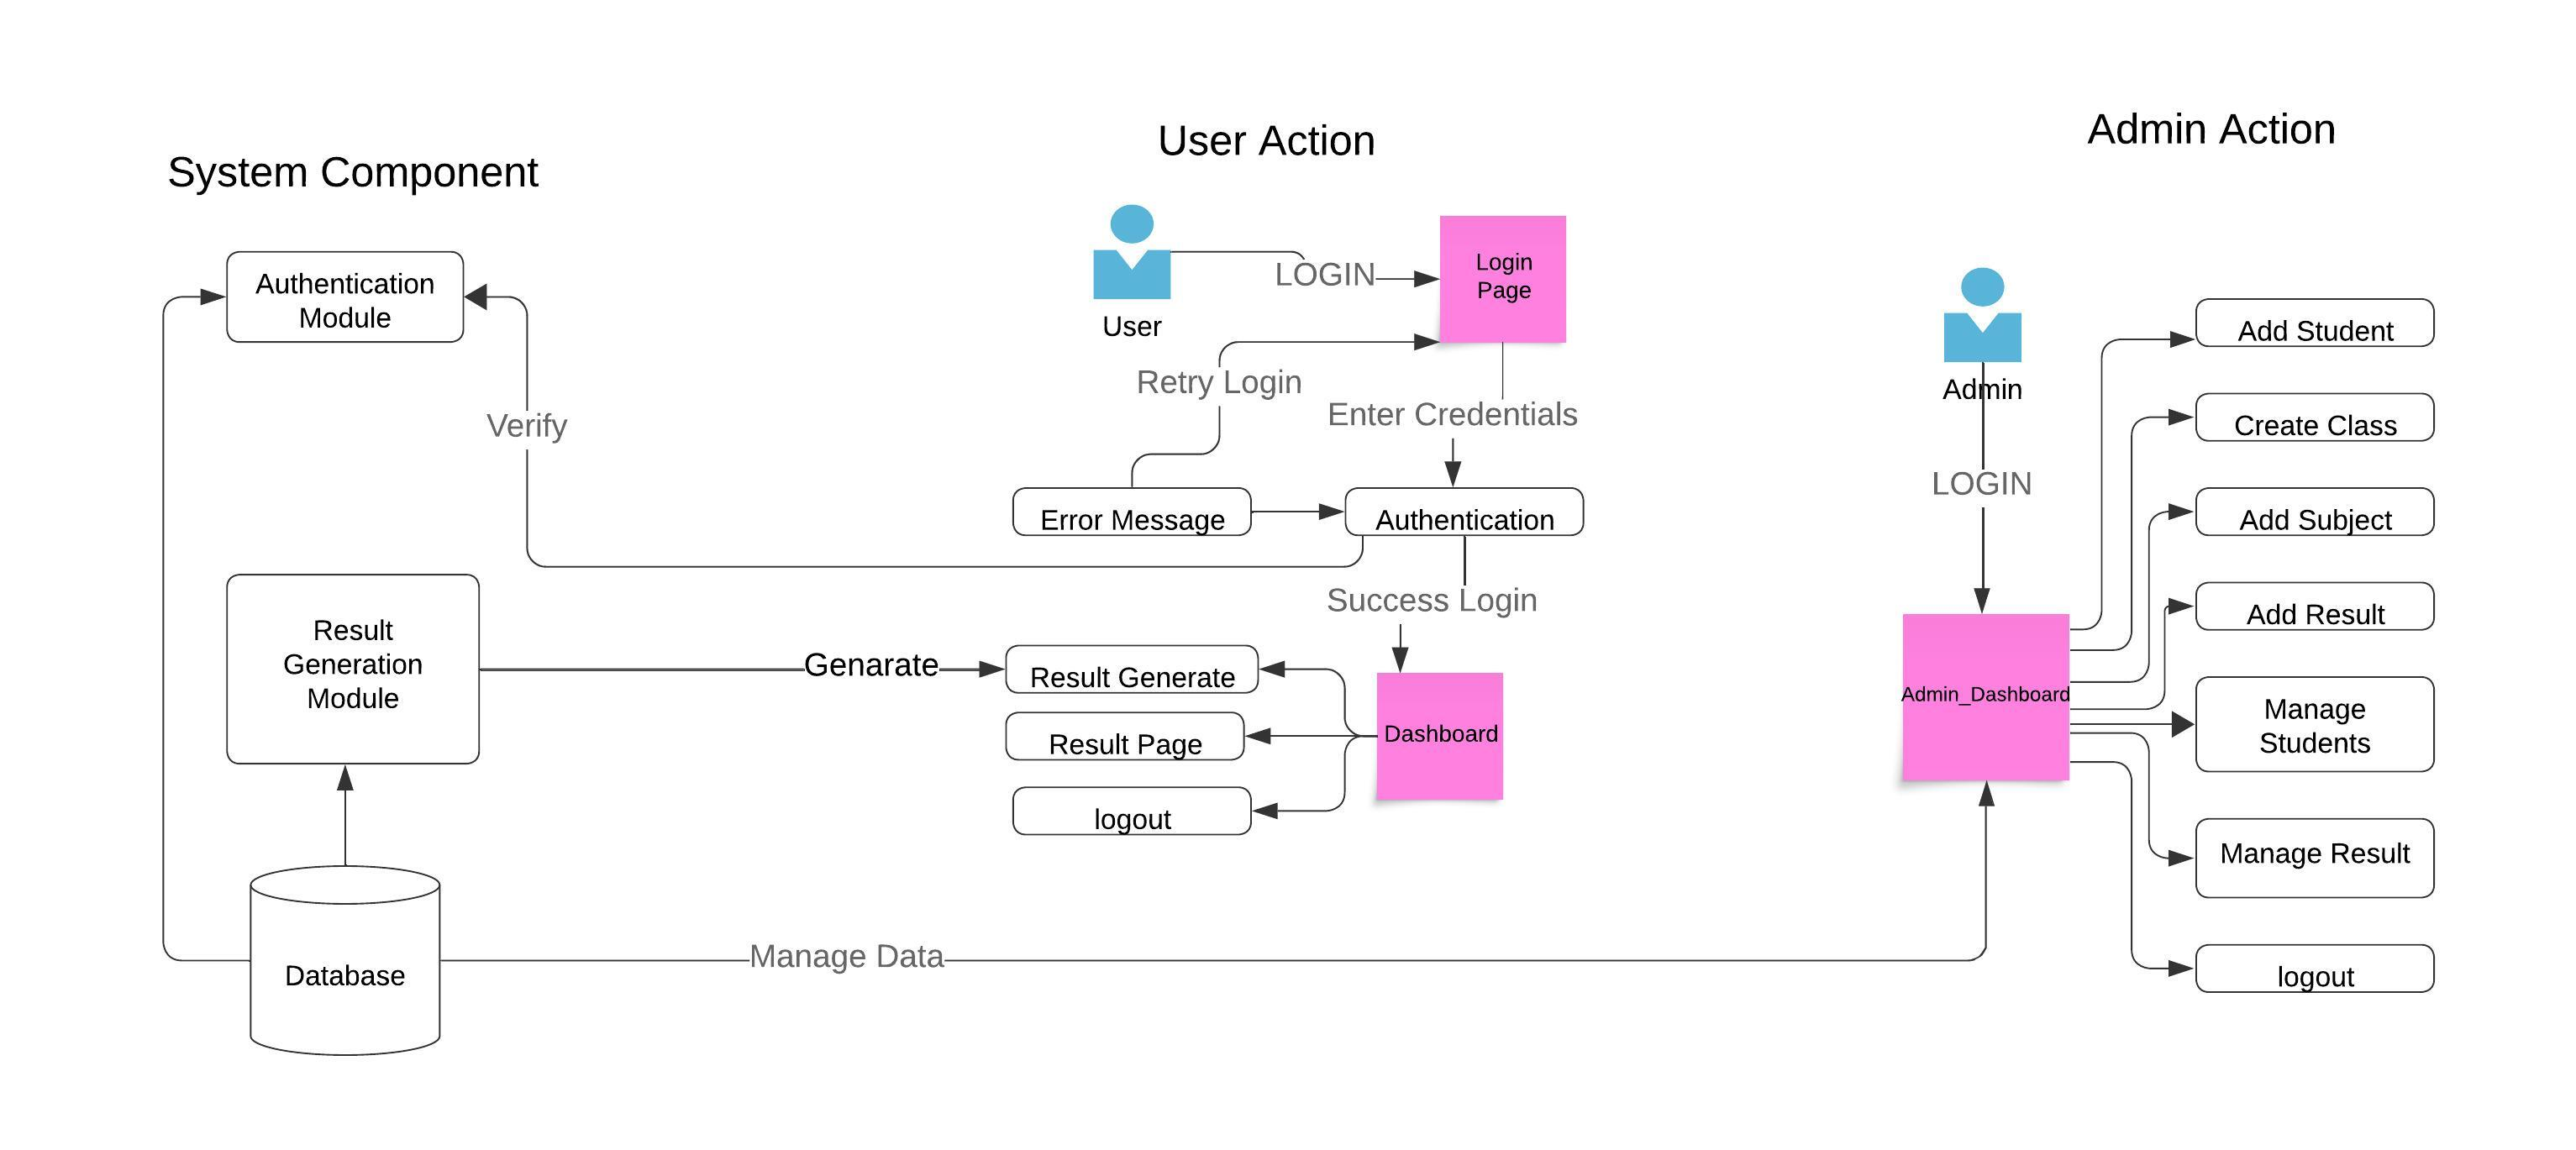 System Component
User Action
Admin Action
Authentication
Module
Verify
Result
Generation
Module
Database
Genarate
Manage Data
User
LOGIN
Login
Page
Retry Login
Enter Credentials
Error Message
Authentication
Success Login
Result Generate
Result Page
logout
Dashboard
Admin
LOGIN
Admin_Dashboard
Add Student
Create Class
Add Subject
Add Result
Manage
Students
Manage Result
logout